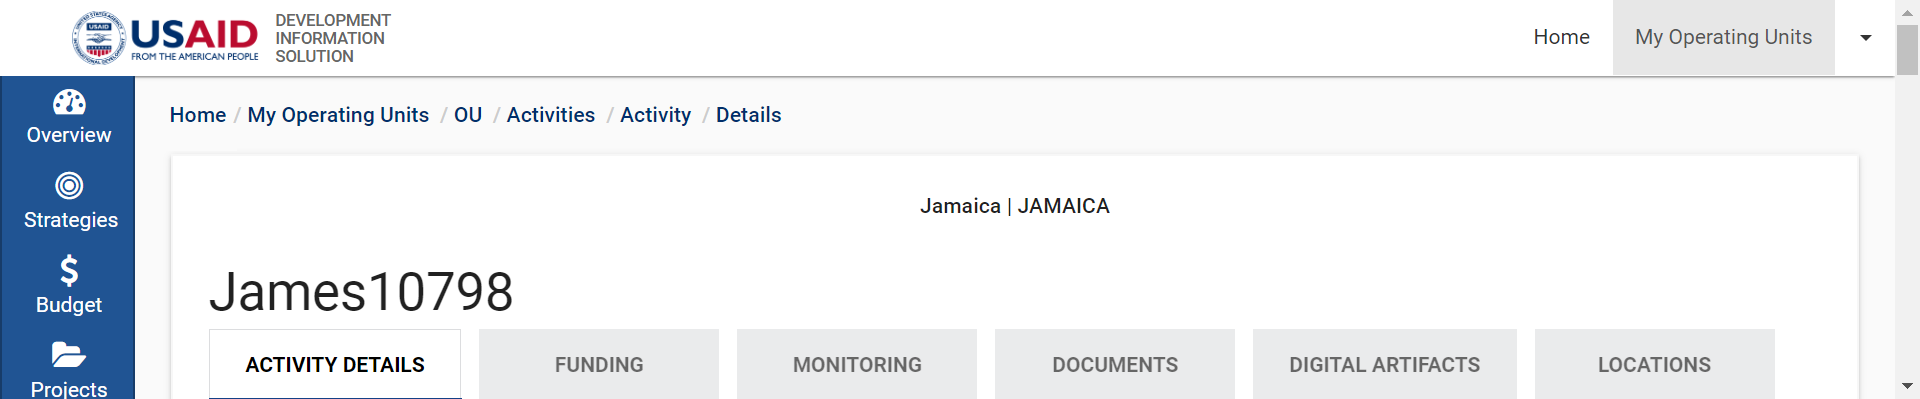 USAID
FROM THE AMERICAN PEOPLE
DEVELOPMENT
INFORMATION
SOLUTION
Home
My Operating Units
Overview
Strategies
Budget
Projects
Home / My Operating Units / OU / Activities / Activity / Details
Jamaica | JAMAICA
James10798
ACTIVITY DETAILS
FUNDING
MONITORING
DOCUMENTS
DIGITAL ARTIFACTS
LOCATIONS